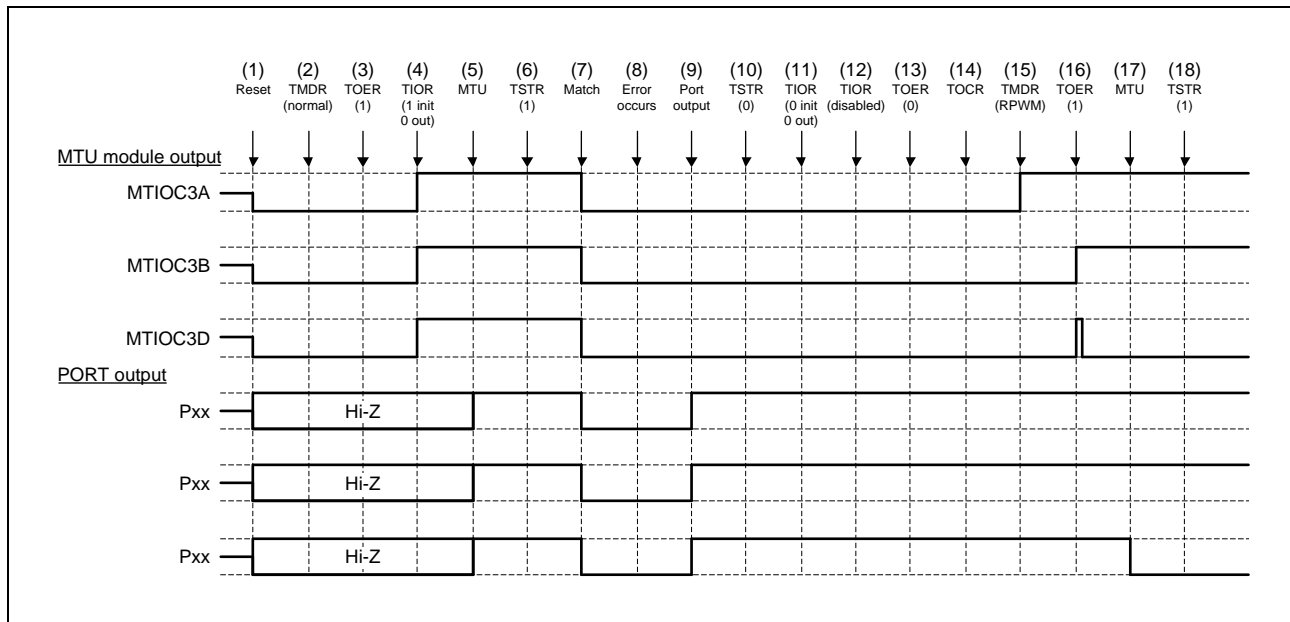 (1) (2) (3) (4) (5) (6) (7) (8) (9) (10) (11) (12) (13) (14) (15) (16) (17) (18)
Reset TMDR TOER TIOR MTU TSTR Match Error Port TSTR TIOR TIOR TOER TOCR TMDR TOER MTU TSTR
(normal) (1) (1 init (1) occurs output (0) (0 init (disabled) (0) (RPWM) (1) (1)
0 out) 0 out)
MTU module output
MTIOC3A
MTIOC3B
MTIOC3D
PORT output
Pxx Hi-Z
Pxx Hi-Z
Pxx Hi-Z